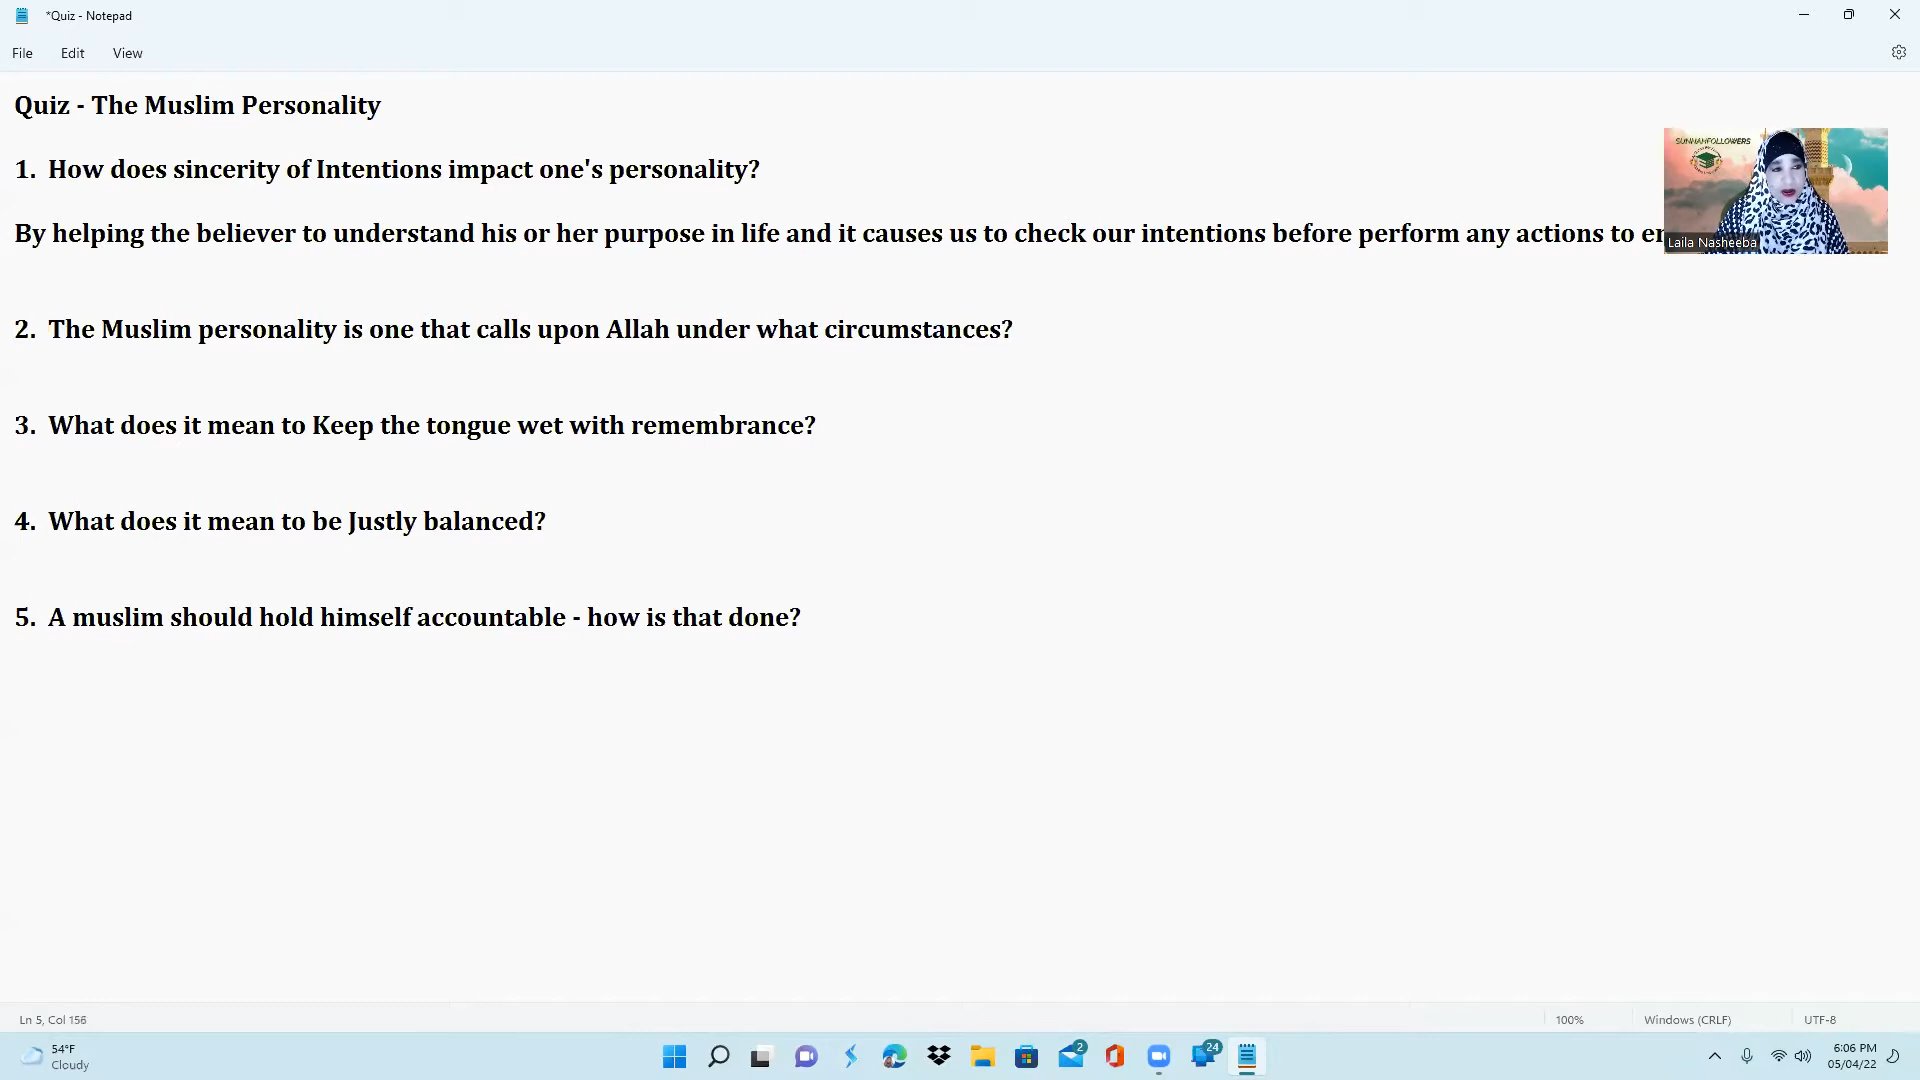 *Quiz - Notepad
File Edit View
Quiz - The Muslim Personality
1. How does sincerity of Intentions impact one's personality?
SUNNAHFOLLOWERS
By helping the believer to understand his or her purpose in life and it causes us to check our intentions before perform any actions to en
Laila Nasheeba
2. The Muslim personality is one that calls upon Allah under what circumstances?
3. What does it mean to Keep the tongue wet with remembrance?
4. What does it mean to be Justly balanced?
5. A muslim should hold himself accountable - how is that done?
Ln 5, Col 156 100% Windows (CRLF) UTF-8
54°F
Cloudy
2
24
6:06 PM
05/04/22